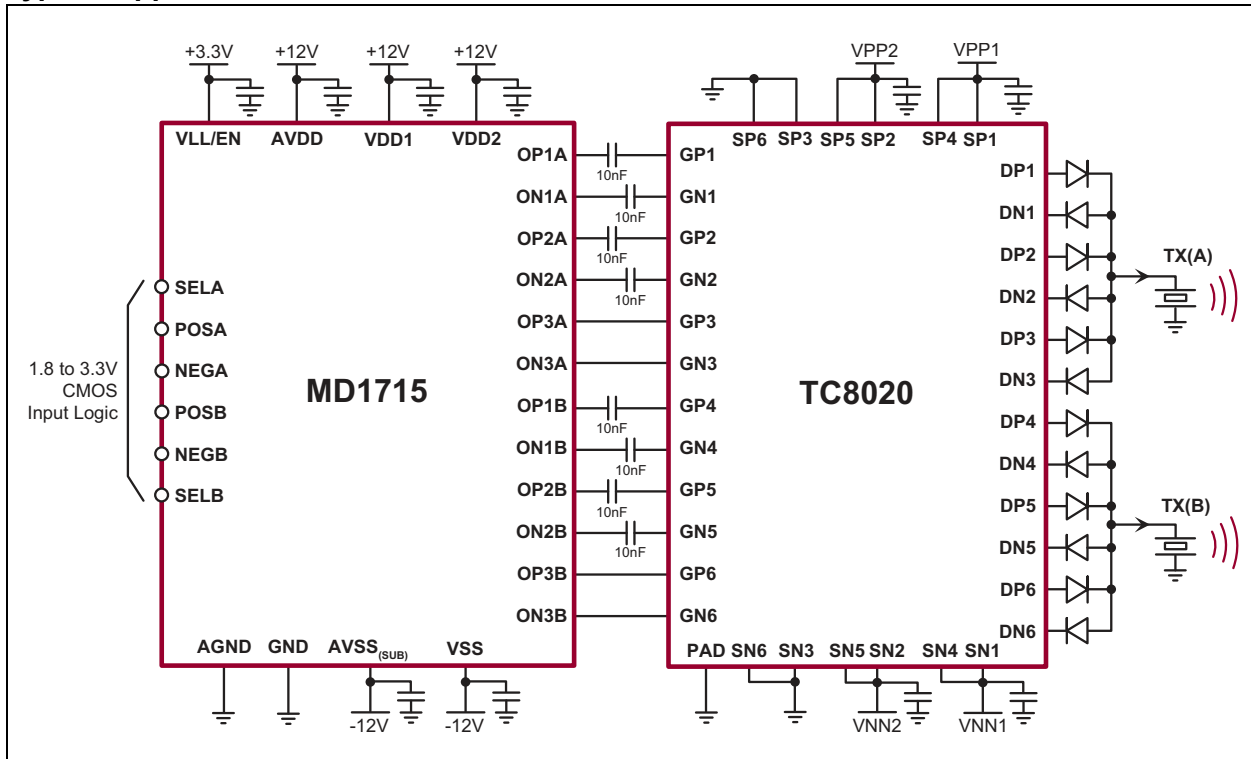 +3.3V +12V +12V +12V
VPP2 VPP1
VLL/EN AVDD VDD1 VDD2
SP6 SP3 SP5 SP2 SP4 SP1
OP1A 10nF GP1
ON1A 10nF GN1
OP2A 10nF GP2
ON2A 10nF GN2
OP3A GP3
ON3A GN3
OP1B 10nF GP4
ON1B 10nF GN4
OP2B 10nF GP5
ON2B 10nF GN5
OP3B GP6
ON3B GN6
SELA
POSA
NEGA
POSB
NEGB
SELB
1.8 to 3.3V
CMOS
Input Logic
MD1715
TC8020
DP1
DN1
DP2
DN2
DP3
DN3
DP4
DN4
DP5
DN5
DP6
DN6
TX(A)
TX(B)
AGND GND AVSS(SUB) VSS
PAD SN6 SN3 SN5 SN2 SN4 SN1
-12V -12V
VNN2 VNN1